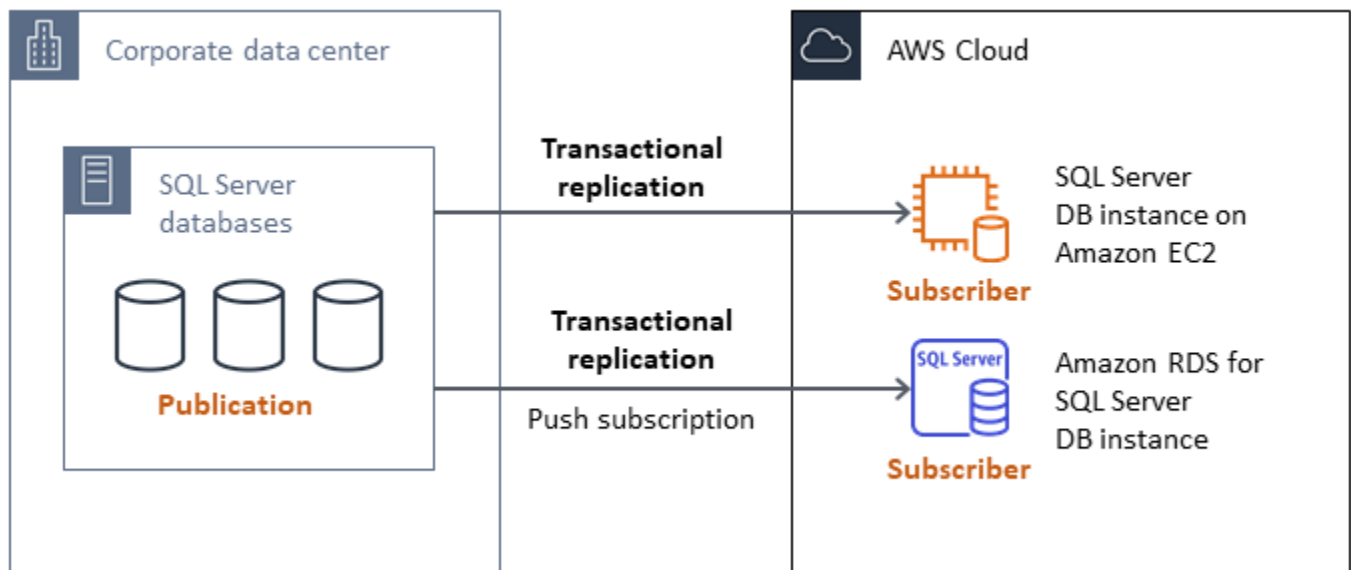 Corporate data center
SQL Server
databases
Publication
Transactional
replication
Transactional
replication
Push subscription
AWS Cloud
SQL Server
DB instance on
Amazon EC2
Subscriber
SQL Server
Amazon RDS for
SQL Server
DB instance
Subscriber